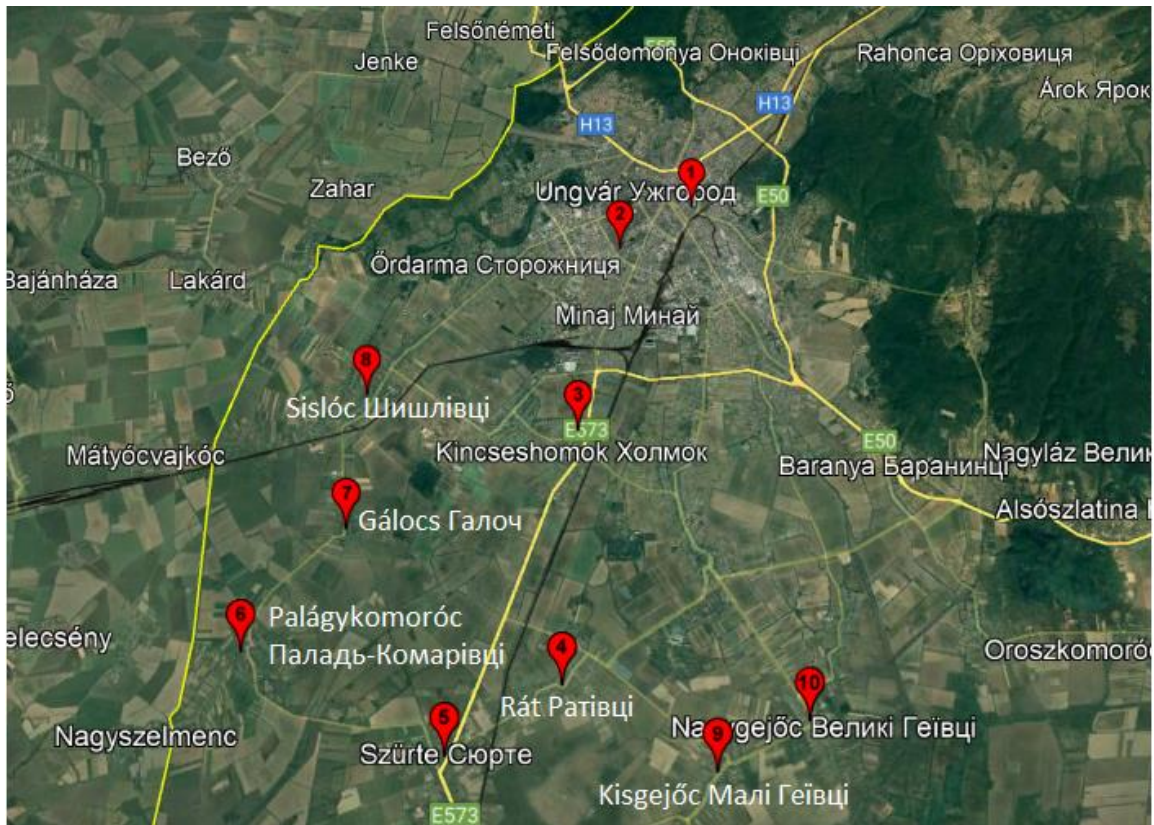 Felsőnémeti
E50
Felsődomonya Оноківці
Rahonca Оріховиця
Jenke
Árok Ярок
H13
H13
Bező
1
Zahar
Ungvár Ужгород
E50
2
Őrdarma Сторожниця
Bajánháza
Lakárd
Minaj Минай
8
3
Sislóc Шишлівці
E573
Mátyócvajkóc
Kincseshomok Холмок
E50
Baranya Баранинці
Nagyláz Велик
7
Gálocs Галоч
Alsószlatina
6
Palágykomoróc
Паладь-Комарівці
elecsény
4
Oroszkomoróc
10
Rát Ратівці
5
Nagygejőc Великі Геївці
Nagyszelmenc
9
Szürte Сюрте
Kisgejőc Малі Геївці
E573